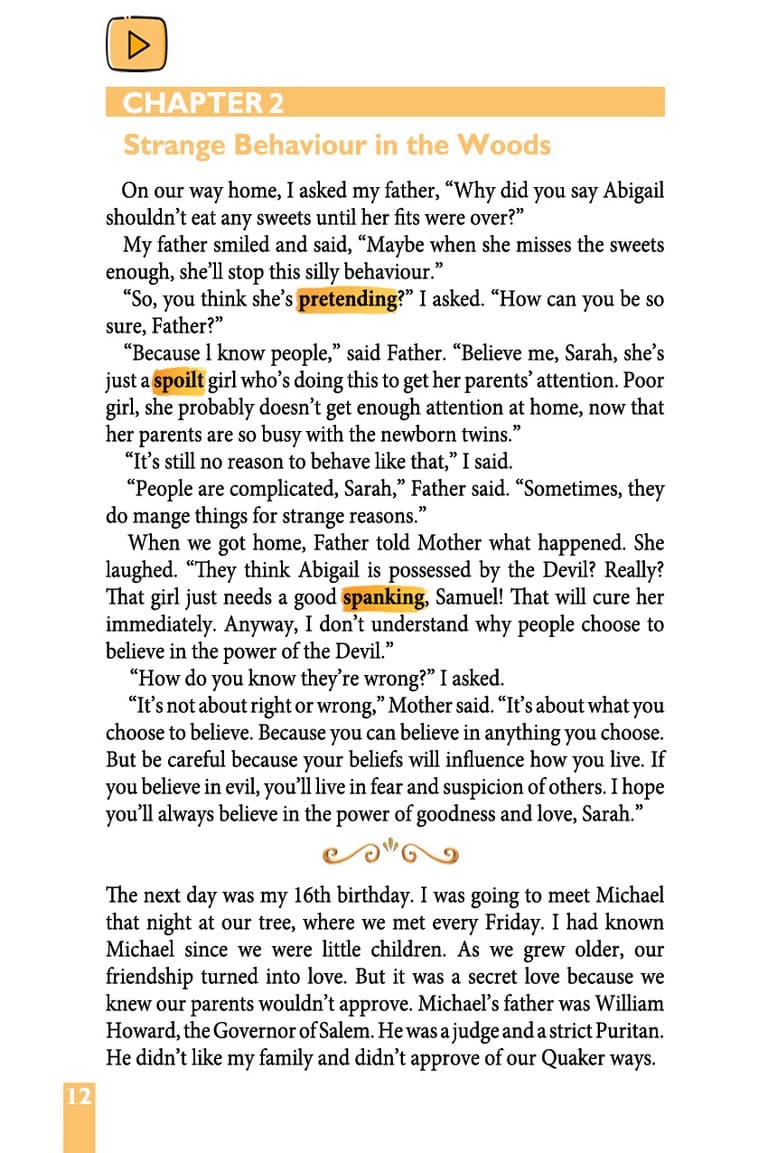 CHAPTER 2
Strange Behaviour in the Woods
On our way home, I asked my father, “Why did you say Abigail
shouldn’t eat any sweets until her fits were over?”
My father smiled and said, “Maybe when she misses the sweets
enough, she’ll stop this silly behaviour.”
“So, you think she’s pretending?” I asked. “How can you be so
sure, Father?”
“Because l know people,” said Father. “Believe me, Sarah, she’s
just a spoilt girl who’s doing this to get her parents’ attention. Poor
girl, she probably doesn’t get enough attention at home, now that
her parents are so busy with the newborn twins.”
“It’s still no reason to behave like that,” I said.
“People are complicated, Sarah,” Father said. “Sometimes, they
do mange things for strange reasons.”
When we got home, Father told Mother what happened. She
laughed. “They think Abigail is possessed by the Devil? Really?
That girl just needs a good spanking, Samuel! That will cure her
immediately. Anyway, I don’t understand why people choose to
believe in the power of the Devil.”
“How do you know they’re wrong?” I asked.
“It’s not about right or wrong,” Mother said. “It’s about what you
choose to believe. Because you can believe in anything you choose.
But be careful because your beliefs will influence how you live. If
you believe in evil, you’ll live in fear and suspicion of others. I hope
you’ll always believe in the power of goodness and love, Sarah.”
The next day was my 16th birthday. I was going to meet Michael
that night at our tree, where we met every Friday. I had known
Michael since we were little children. As we grew older, our
friendship turned into love. But it was a secret love because we
knew our parents wouldn’t approve. Michael’s father was William
Howard, the Governor of Salem. He was a judge and a strict Puritan.
He didn’t like my family and didn’t approve of our Quaker ways.
12